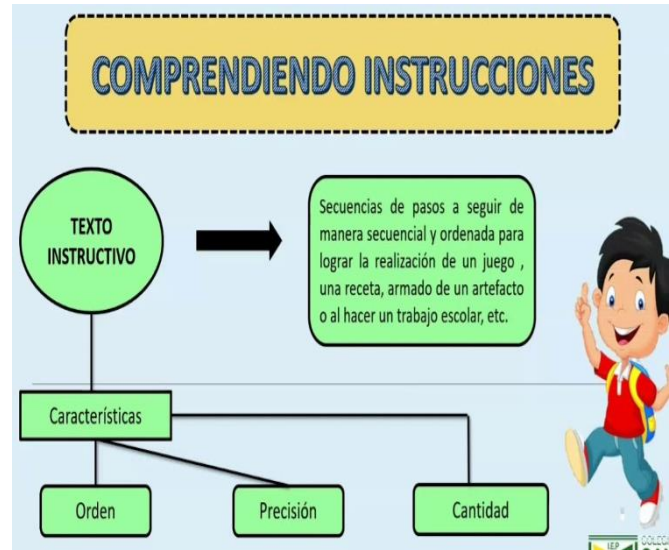 COMPRENDIENDO INSTRUCCIONES
TEXTO
INSTRUCTIVO
Secuencias de pasos a seguir de
manera secuencial y ordenada para
lograr la realización de un juego ,
una receta, armado de un artefacto
o al hacer un trabajo escolar, etc.
Características
Orden
Precisión
Cantidad
I.E.P